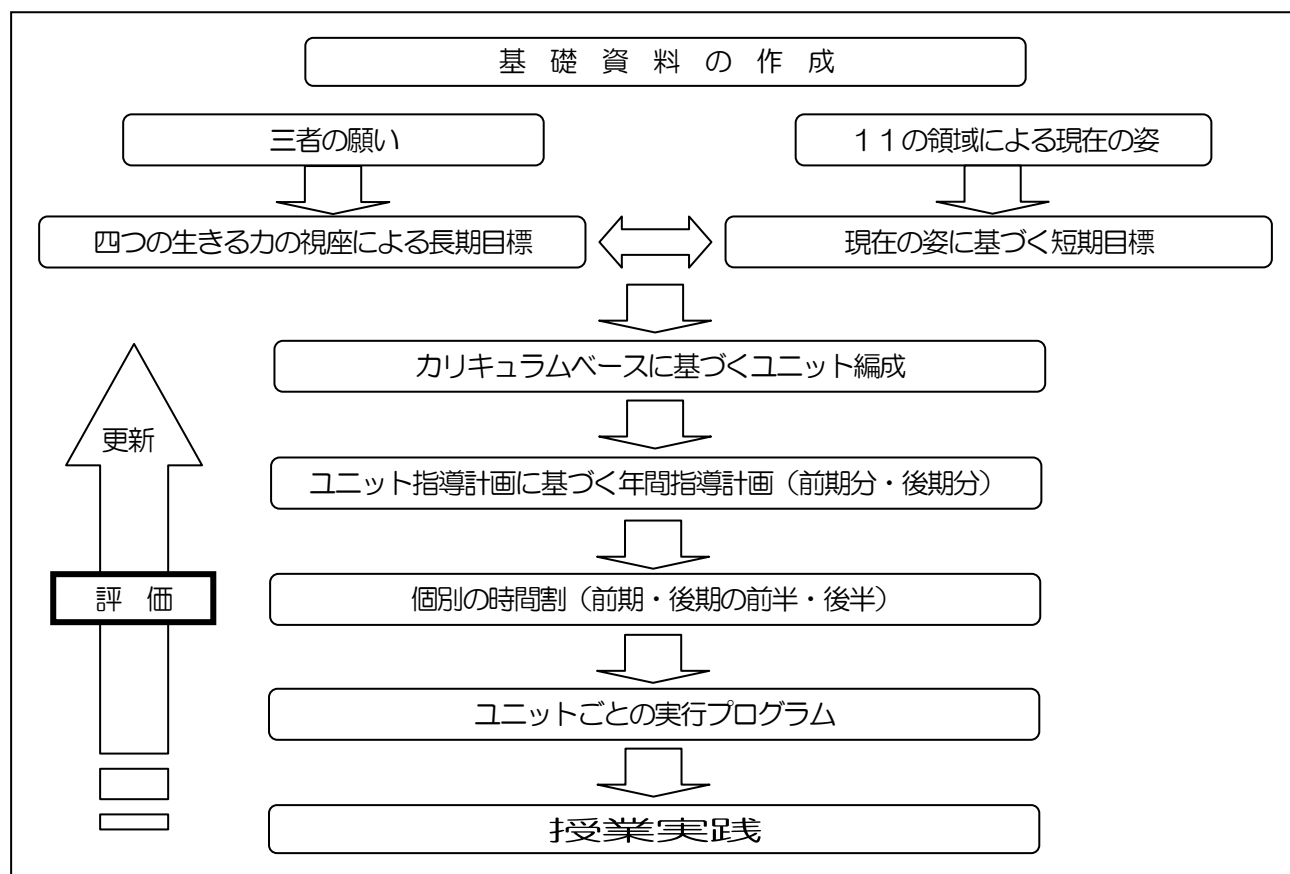 基 礎 資 料 の 作 成
三者の願い
11の領域による現在の姿
四つの生きる力の視座による長期目標
現在の姿に基づく短期目標
カリキュラムベースに基づくユニット編成
更新
ユニット指導計画に基づく年間指導計画(前期分・後期分)
評 価
個別の時間割(前期・後期の前半・後半)
ユニットごとの実行プログラム
授業実践